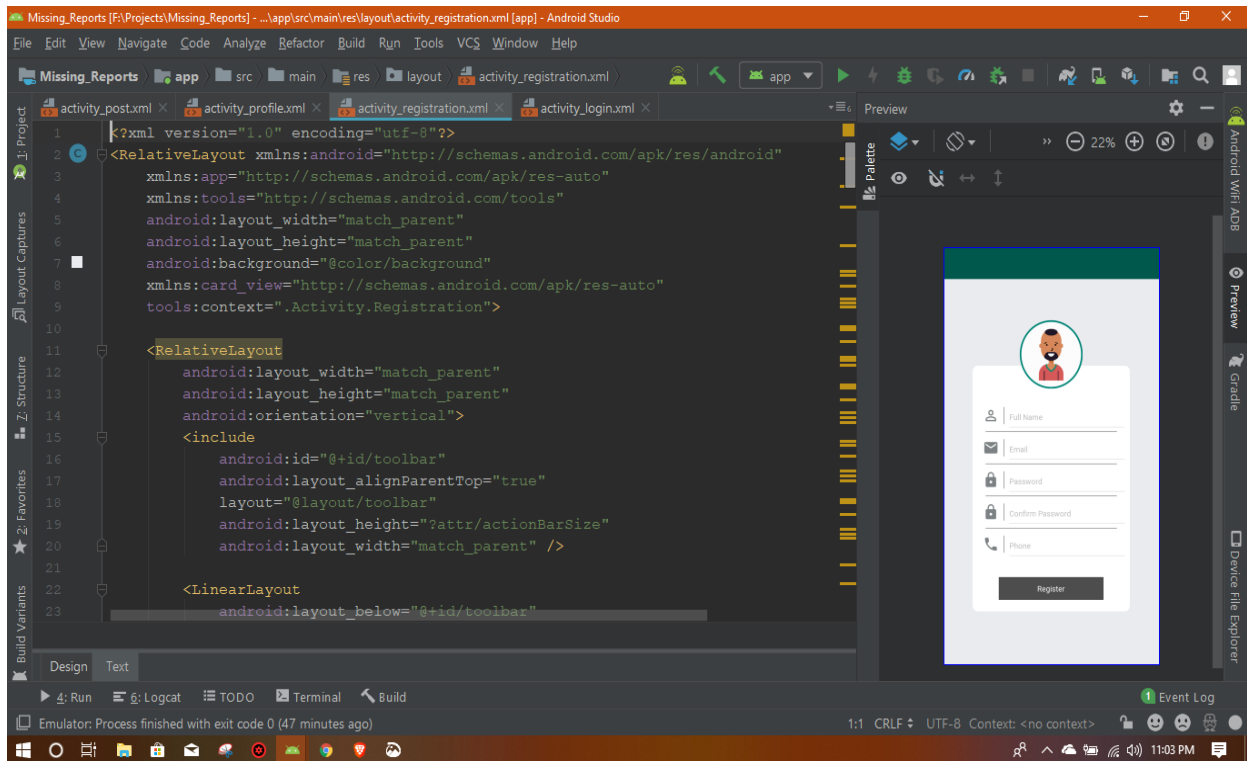 Missing_Reports [F:\Projects\Missing_Reports] - ...\app\src\main\res\layout\activity_registration.xml [app] - Android Studio
File Edit View Navigate Code Analyze Refactor Build Run Tools VCS Window Help
Missing_Reports app src main res layout activity_registration.xml app
activity_post.xml activity_profile.xml activity_registration.xml activity_login.xml 6 Preview
1: Project
Layout Captures
Z: Structure
2: Favorites
Build Variants
1 <?xml version="1.0" encoding="utf-8"?>
2 <RelativeLayout xmlns:android="http://schemas.android.com/apk/res/android"
3 xmlns:app="http://schemas.android.com/apk/res-auto"
4 xmlns:tools="http://schemas.android.com/tools"
5 android:layout_width="match_parent"
6 android:layout_height="match_parent"
7 android:background="@color/background"
8 xmlns:card_view="http://schemas.android.com/apk/res-auto"
9 tools:context=".Activity.Registration">
10
11 <RelativeLayout
12 android:layout_width="match_parent"
13 android:layout_height="match_parent"
14 android:orientation="vertical">
15 <include
16 android:id="@+id/toolbar"
17 android:layout_alignParentTop="true"
18 layout="@layout/toolbar"
19 android:layout_height="?attr/actionBarSize"
20 android:layout_width="match_parent" />
21
22 <LinearLayout
23 android:layout_below="@+id/toolbar"
Palette
22%
Full Name
Email
Password
Confirm Password
Phone
Register
Android WiFi ADB
Preview
Gradle
Device File Explorer
Design Text
4: Run 6: Logcat TODO Terminal Build 1 Event Log
Emulator: Process finished with exit code 0 (47 minutes ago) 1:1 CRLF UTF-8 Context: <no context>
11:03 PM